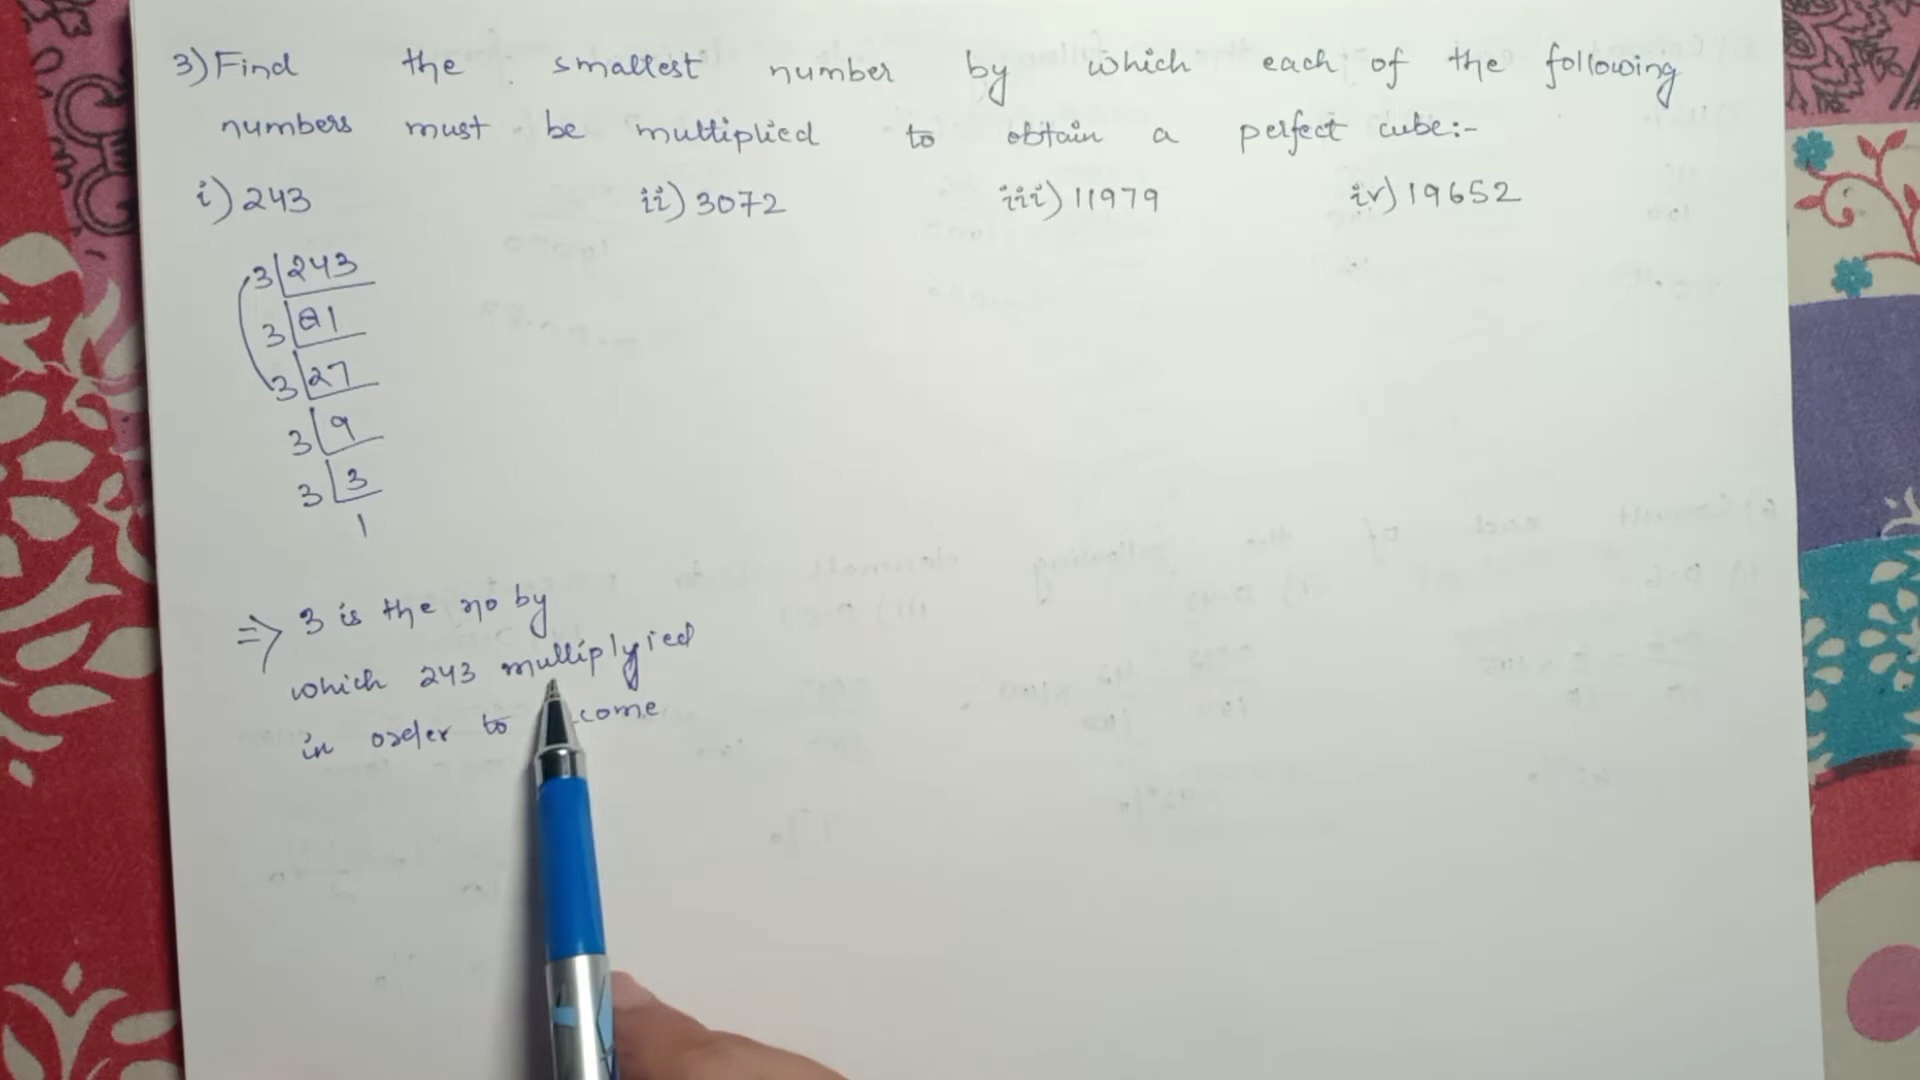 3) Find the smallest number by which each of the following
numbers must be multiplied to obtain a perfect cube:-
i) 243 ii) 3072 iii) 11979 iv) 19652
3 243
3 81
3 27
3 9
3 3
1
⇒ 3 is the no by
which 243 multiplyied
in order to come